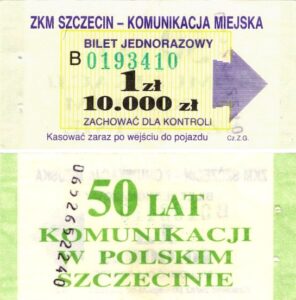 ZKM SZCZECIN – KOMUNIKACJA MIEJSKA
BILET JEDNORAZOWY
B 0193410
1 zł
10.000 zł
ZACHOWAĆ DLA KONTROLI
Kasować zaraz po wejściu do pojazdu
Cz.Z.G.
50 LAT
KOMUNIKACJI
W POLSKIM
SZCZECINIE